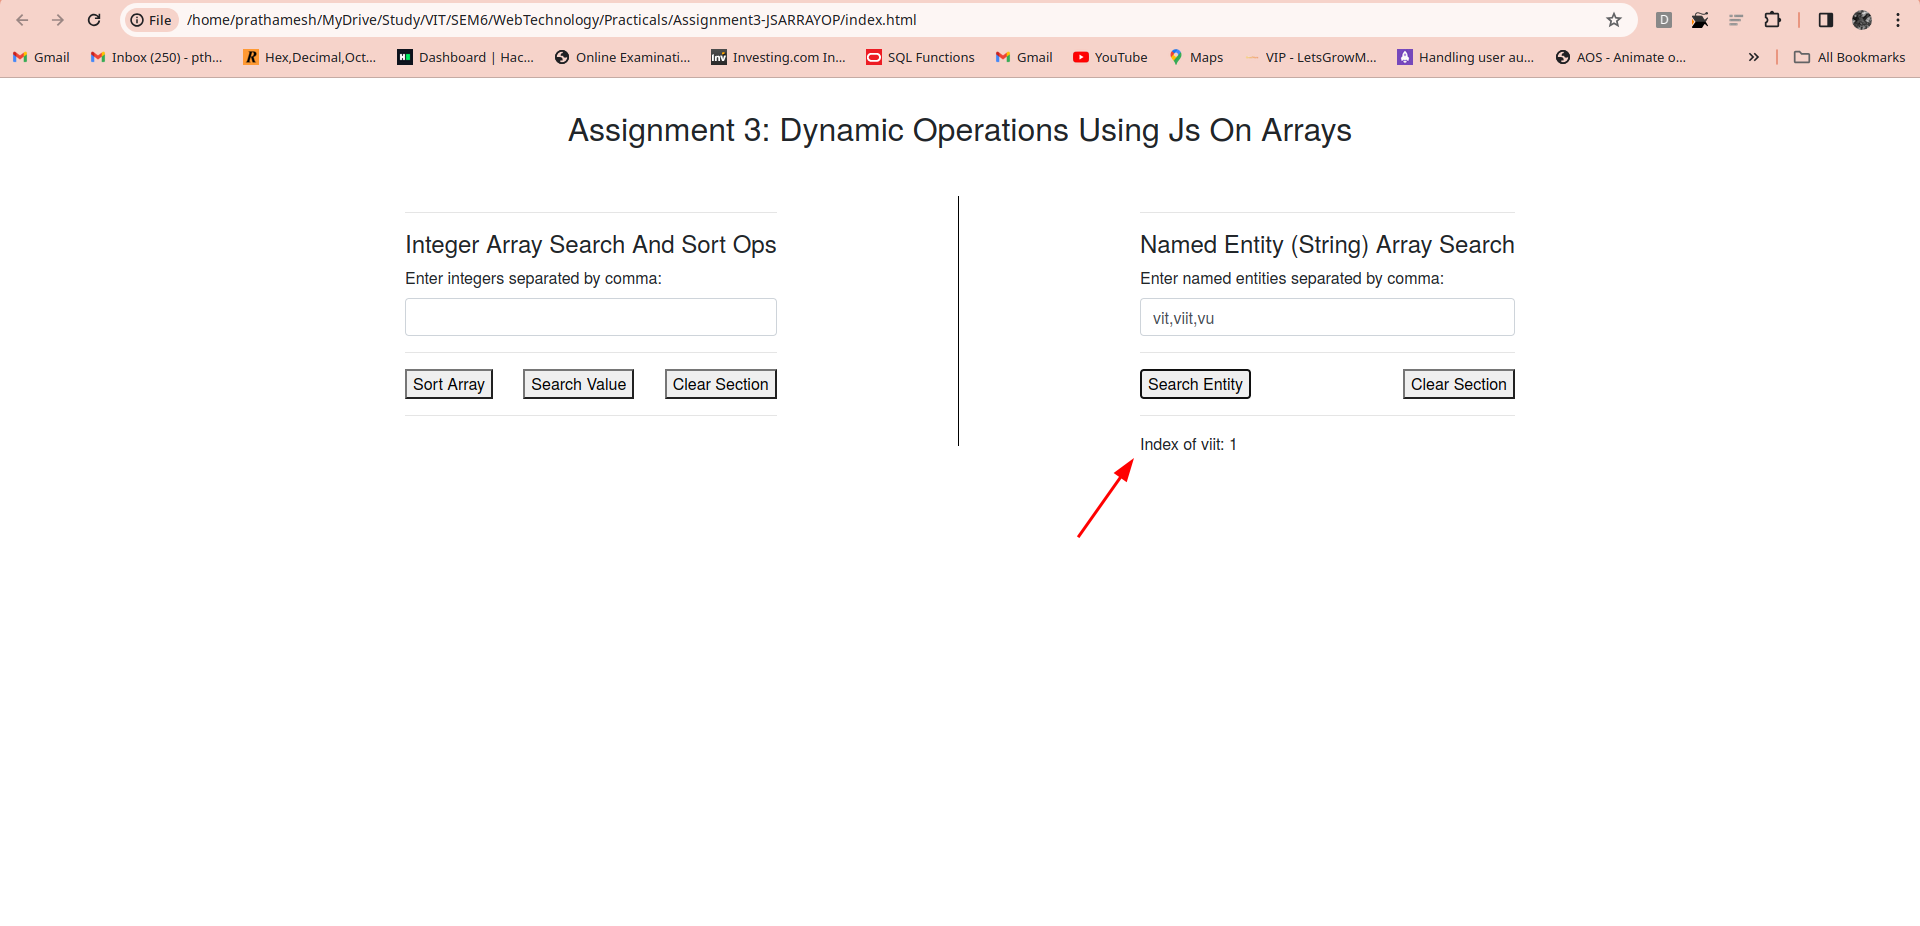 File /home/prathamesh/MyDrive/Study/VIT/SEM6/WebTechnology/Practicals/Assignment3-JSARRAYOP/index.html D
Gmail Inbox (250) - pth... R Hex,Decimal,Oct... H Dashboard | Hac... Online Examinati... Inv Investing.com In... SQL Functions Gmail YouTube Maps VIP - LetsGrowM... Handling user au... AOS - Animate o... » All Bookmarks
Assignment 3: Dynamic Operations Using Js On Arrays
Integer Array Search And Sort Ops
Enter integers separated by comma:
Sort Array Search Value Clear Section
Named Entity (String) Array Search
Enter named entities separated by comma:
vit,viit,vu
Search Entity Clear Section
Index of viit: 1